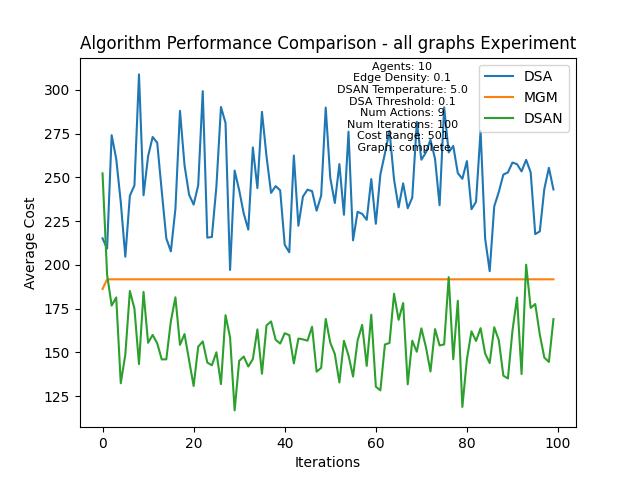 Algorithm Performance Comparison - all graphs Experiment
Agents: 10
Edge Density: 0.1
DSAN Temperature: 5.0
DSA Threshold: 0.1
Num Actions: 9
Num Iterations: 100
Cost Range: 501
Graph: complete
DSA
MGM
DSAN
Average Cost
300
275
250
225
200
175
150
125
0
20
40
60
80
100
Iterations